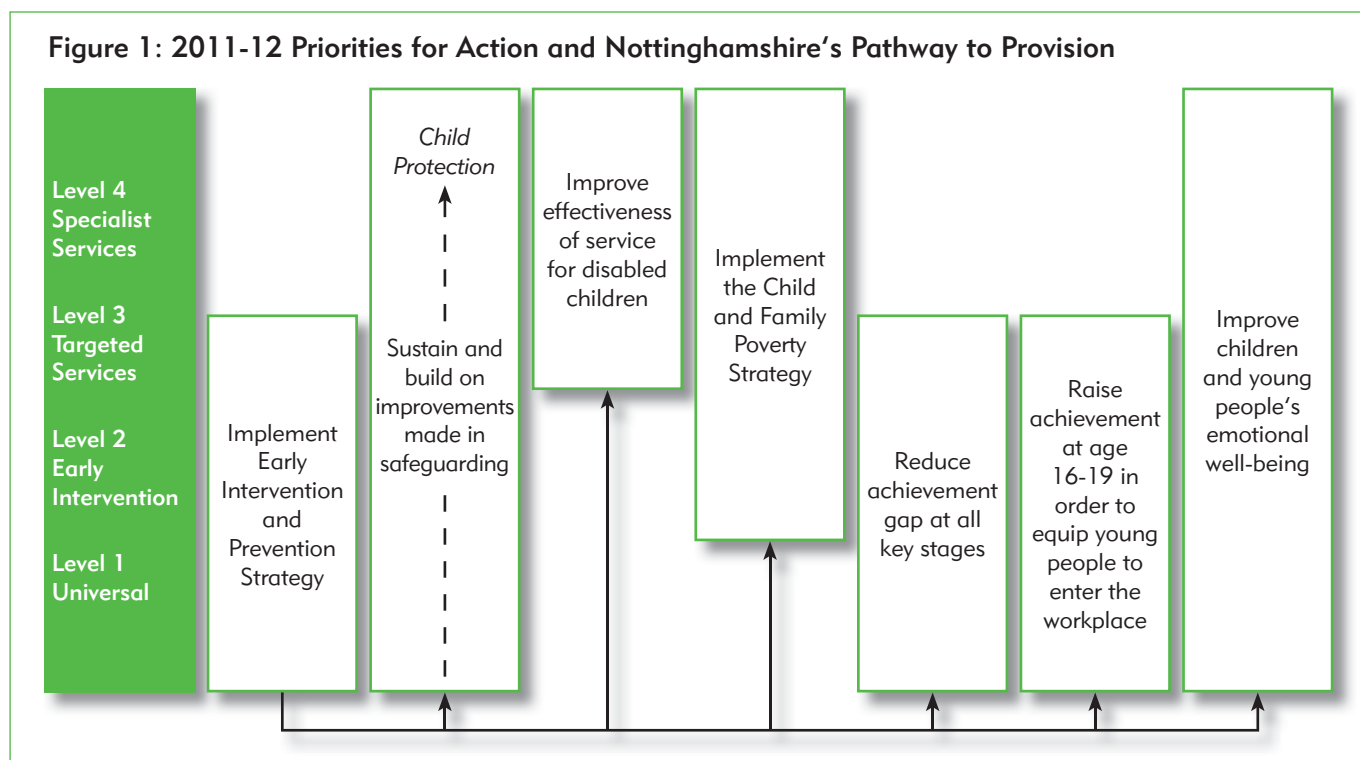 Figure 1: 2011-12 Priorities for Action and Nottinghamshire's Pathway to Provision
Level 4
Specialist
Services
Level 3
Targeted
Services
Level 2
Early
Intervention
Level 1
Universal
Implement
Early
Intervention
and
Prevention
Strategy
Child
Protection
Sustain and
build on
improvements
made in
safeguarding
Improve
effectiveness
of service
for disabled
children
Implement
the Child
and Family
Poverty
Strategy
Reduce
achievement
gap at all
key stages
Raise
achievement
at age
16-19 in
order to
equip young
people to
enter the
workplace
Improve
children
and young
people's
emotional
well-being